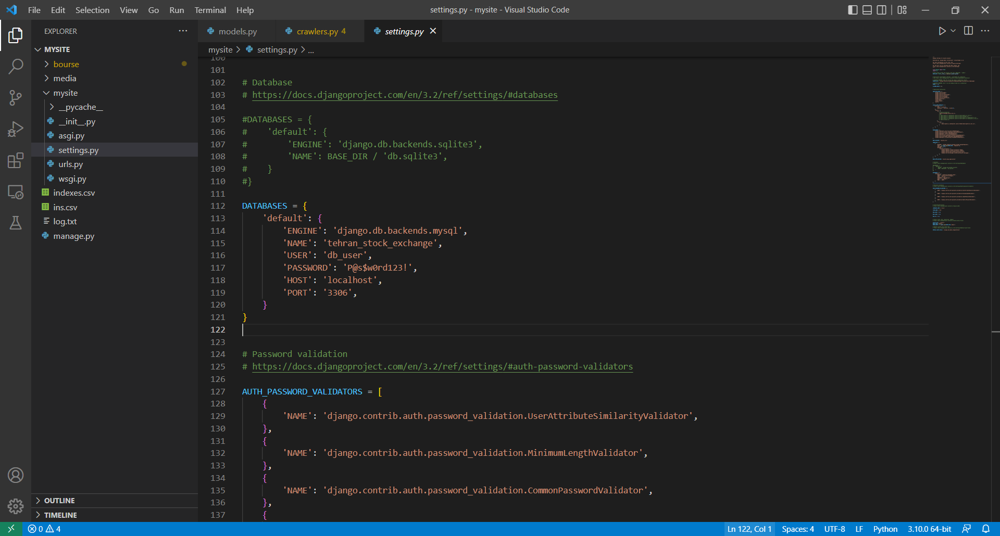 File Edit Selection View Go Run Terminal Help
settings.py - mysite - Visual Studio Code
EXPLORER
MYSITE
bourse
media
mysite
__pycache__
__init__.py
asgi.py
settings.py
urls.py
wsgi.py
indexes.csv
ins.csv
log.txt
manage.py
OUTLINE
TIMELINE
models.py
crawlers.py 4
settings.py
mysite > settings.py > ...
100
101
102 # Database
103 # https://docs.djangoproject.com/en/3.2/ref/settings/#databases
104
105 #DATABASES = {
106 #    'default': {
107 #        'ENGINE': 'django.db.backends.sqlite3',
108 #        'NAME': BASE_DIR / 'db.sqlite3',
109 #    }
110 #}
111
112 DATABASES = {
113     'default': {
114         'ENGINE': 'django.db.backends.mysql',
115         'NAME': 'tehran_stock_exchange',
116         'USER': 'db_user',
117         'PASSWORD': 'P@s$w0rd123!',
118         'HOST': 'localhost',
119         'PORT': '3306',
120     }
121 }
122
123
124 # Password validation
125 # https://docs.djangoproject.com/en/3.2/ref/settings/#auth-password-validators
126
127 AUTH_PASSWORD_VALIDATORS = [
128     {
129         'NAME': 'django.contrib.auth.password_validation.UserAttributeSimilarityValidator',
130     },
131     {
132         'NAME': 'django.contrib.auth.password_validation.MinimumLengthValidator',
133     },
134     {
135         'NAME': 'django.contrib.auth.password_validation.CommonPasswordValidator',
136     },
137     {
0 4
Ln 122, Col 1 Spaces: 4 UTF-8 LF Python 3.10.0 64-bit